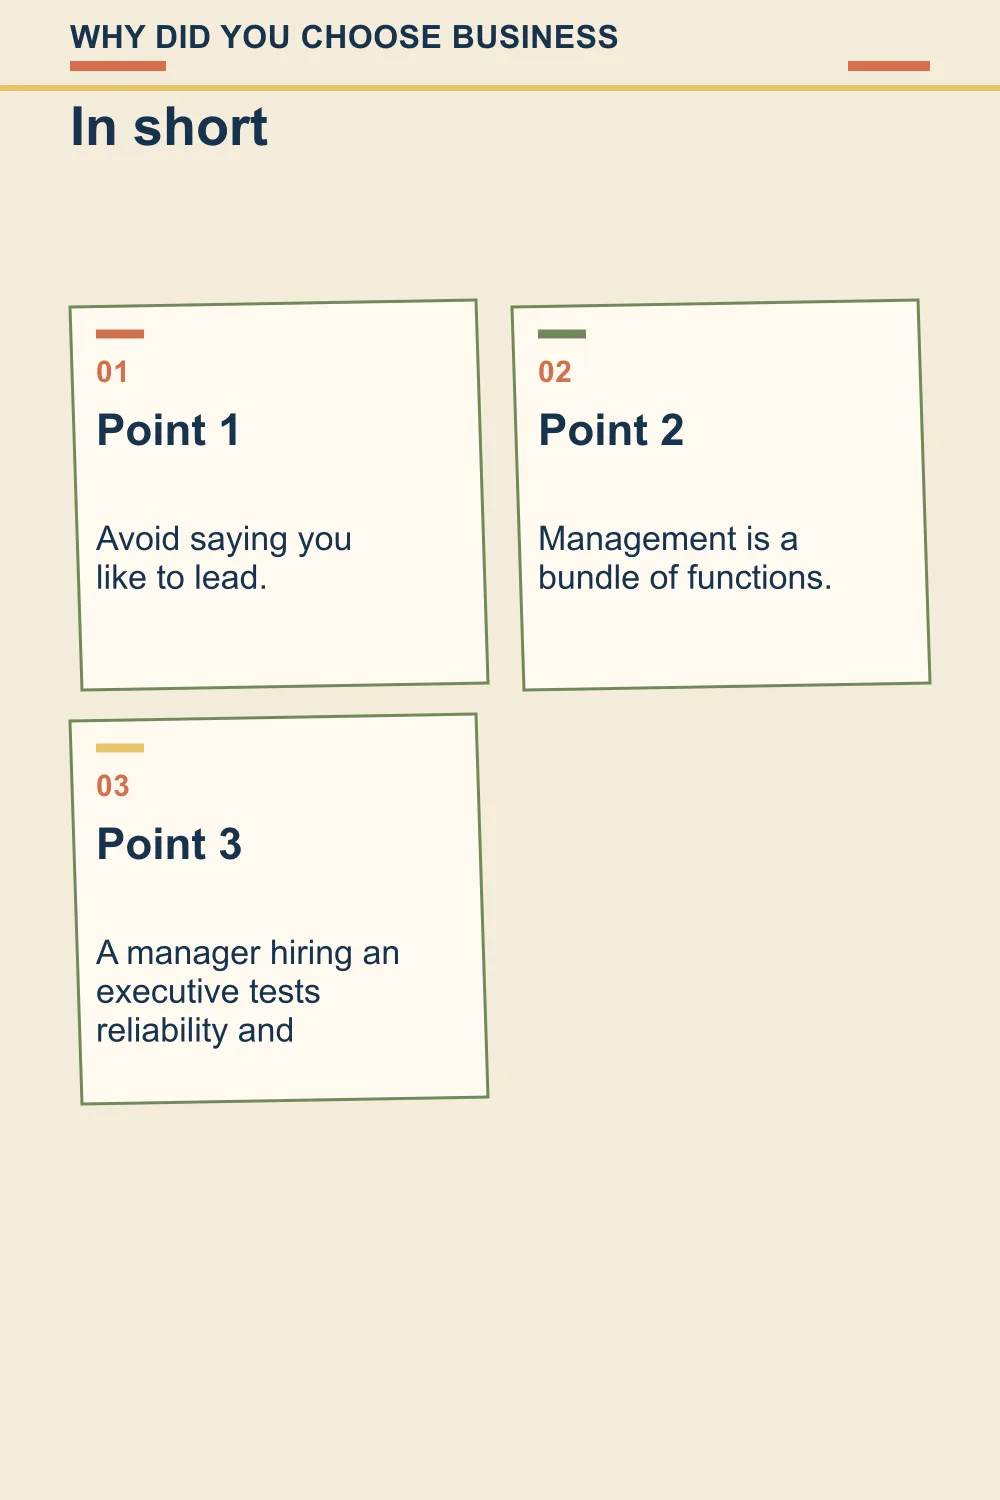 WHY DID YOU CHOOSE BUSINESS
In short
01
Point 1
Avoid saying you
like to lead.
02
Point 2
Management is a
bundle of functions.
03
Point 3
A manager hiring an
executive tests
reliability and